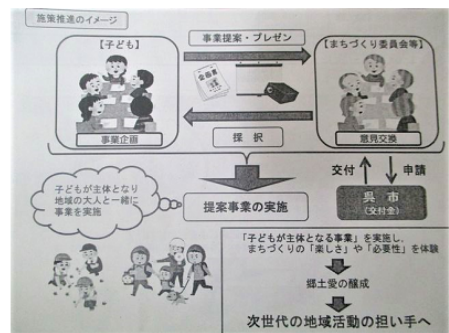 施策推進のイメージ
【子ども】
事業企画
事業提案・プレゼン
企画書
採択
【まちづくり委員会等】
意見交換
交付
申請
呉市
(交付金)
子どもが主体となり
地域の大人と一緒に
事業を実施
提案事業の実施
「子どもが主体となる事業」を実施し,
まちづくりの「楽しさ」や「必要性」を体験
郷土愛の醸成
次世代の地域活動の担い手へ